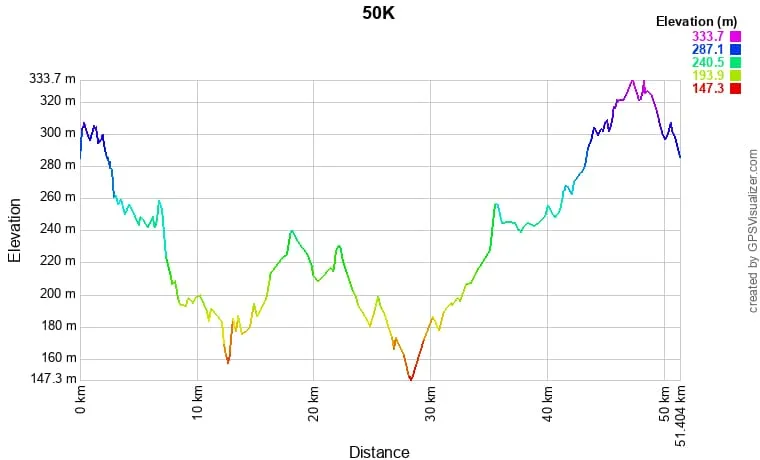 50K
Elevation (m)
333.7
287.1
240.5
193.9
147.3
333.7 m
320 m
300 m
280 m
260 m
240 m
220 m
200 m
180 m
160 m
147.3 m
Elevation
0 km
10 km
20 km
30 km
40 km
50 km
51.404 km
Distance
created by GPSVisualizer.com